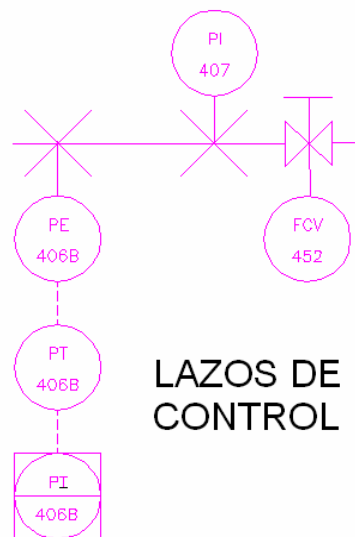 PI
407
PE
406B
FCV
452
PT
406B
LAZOS DE
CONTROL
PI
406B